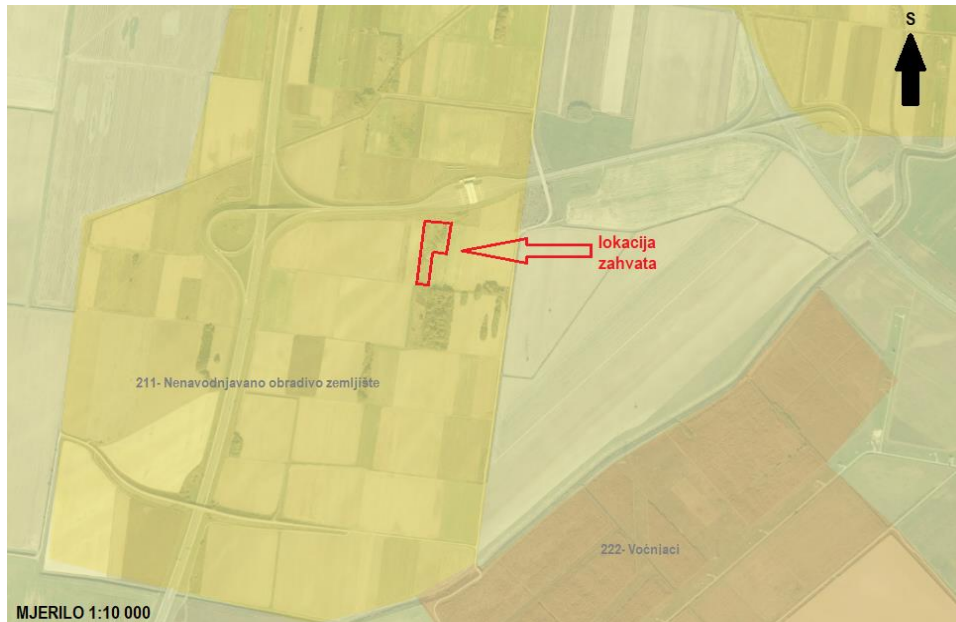 S
lokacija
zahvata
211- Nenavodnjavano obradivo zemljište
222- Voćnjaci
MJERILO 1:10 000